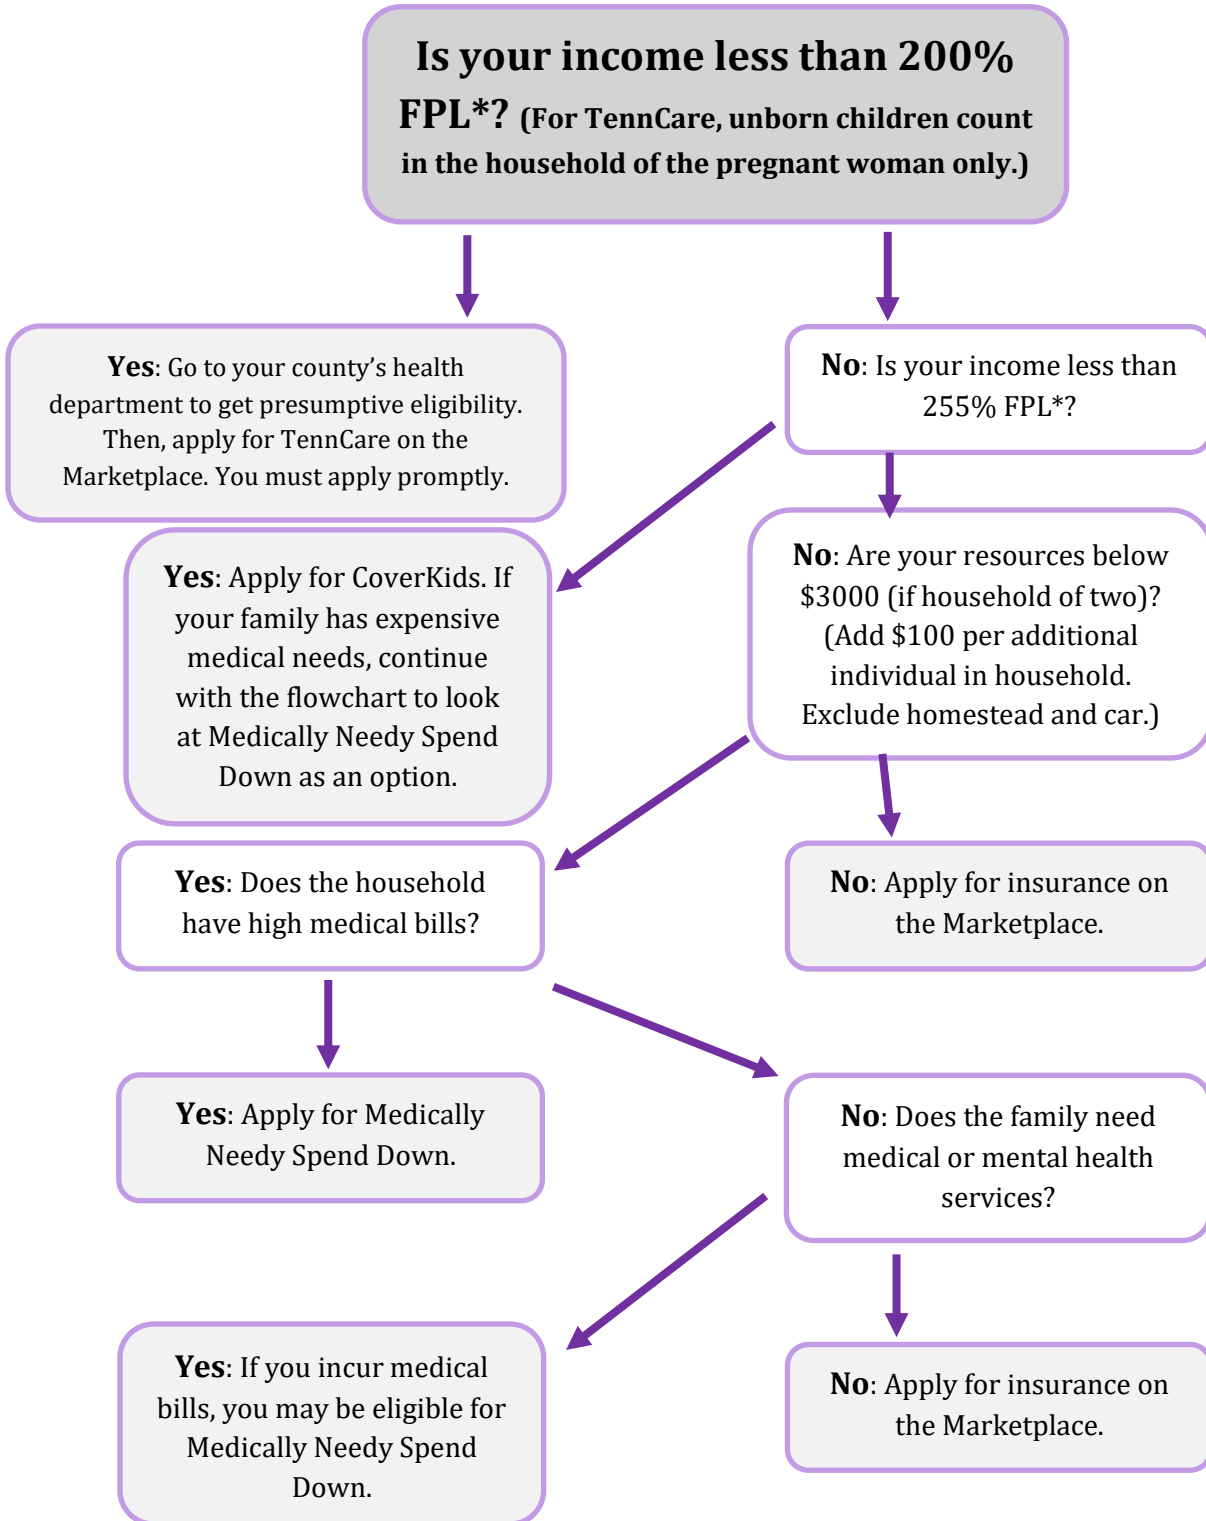 Is your income less than 200%
FPL*? (For TennCare, unborn children count
in the household of the pregnant woman only.)
Yes: Go to your county’s health
department to get presumptive eligibility.
Then, apply for TennCare on the
Marketplace. You must apply promptly.
No: Is your income less than
255% FPL*?
Yes: Apply for CoverKids. If
your family has expensive
medical needs, continue
with the flowchart to look
at Medically Needy Spend
Down as an option.
No: Are your resources below
$3000 (if household of two)?
(Add $100 per additional
individual in household.
Exclude homestead and car.)
Yes: Does the household
have high medical bills?
No: Apply for insurance on
the Marketplace.
Yes: Apply for Medically
Needy Spend Down.
No: Does the family need
medical or mental health
services?
Yes: If you incur medical
bills, you may be eligible for
Medically Needy Spend
Down.
No: Apply for insurance on
the Marketplace.